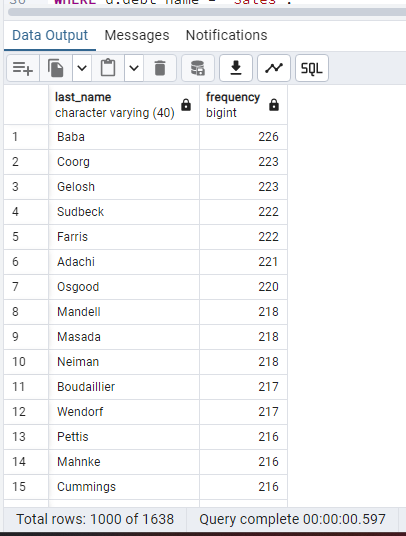 Data Output Messages Notifications
SQL
last_name frequency
character varying (40) bigint
1 Baba 226
2 Coorg 223
3 Gelosh 223
4 Sudbeck 222
5 Farris 222
6 Adachi 221
7 Osgood 220
8 Mandell 218
9 Masada 218
10 Neiman 218
11 Boudaillier 217
12 Wendorf 217
13 Pettis 216
14 Mahnke 216
15 Cummings 216
Total rows: 1000 of 1638 Query complete 00:00:00.597